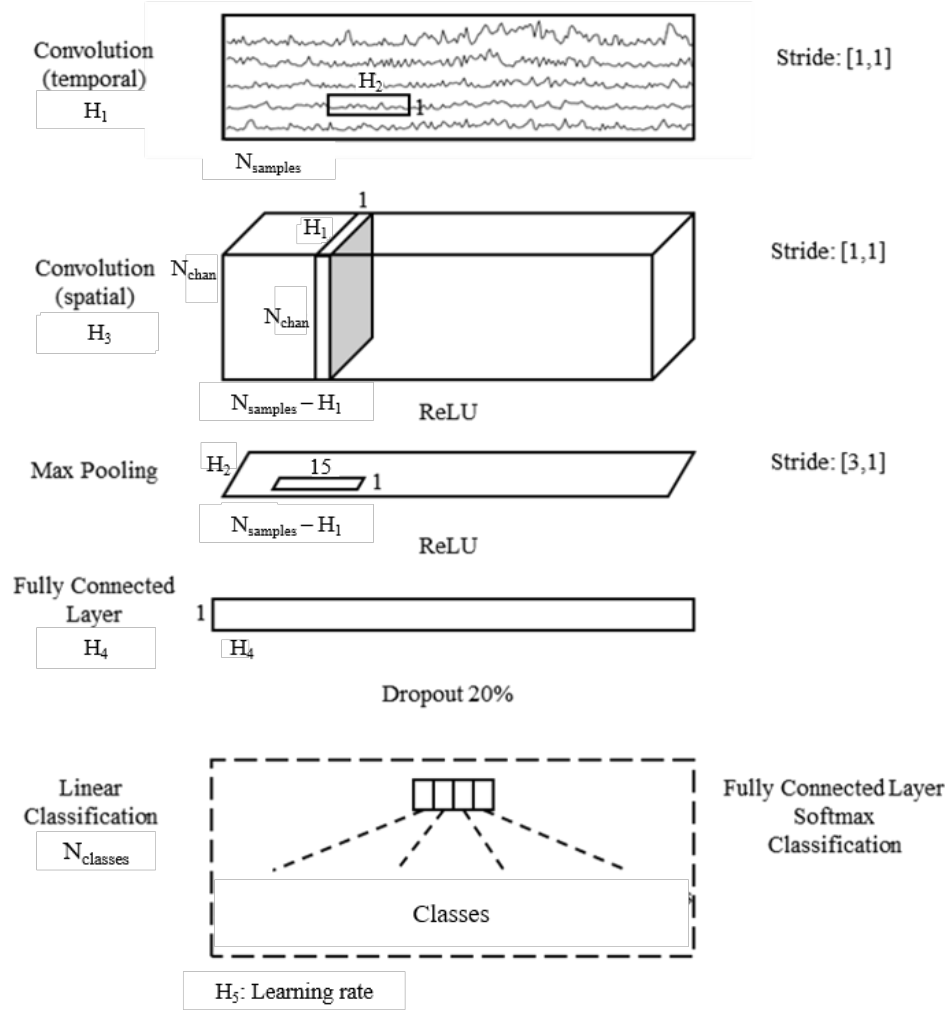 Convolution
(temporal)
H₁
H₂
1
Stride: [1,1]
Nsamples
1
H₁
Nchan
Nchan
Convolution
(spatial)
H₃
Stride: [1,1]
Nsamples – H₁
ReLU
Max Pooling
H₂
15
1
Stride: [3,1]
Nsamples – H₁
ReLU
Fully Connected
Layer
H₄
1
H₄
Dropout 20%
Linear
Classification
Nclasses
Fully Connected Layer
Softmax
Classification
Classes
H₅: Learning rate